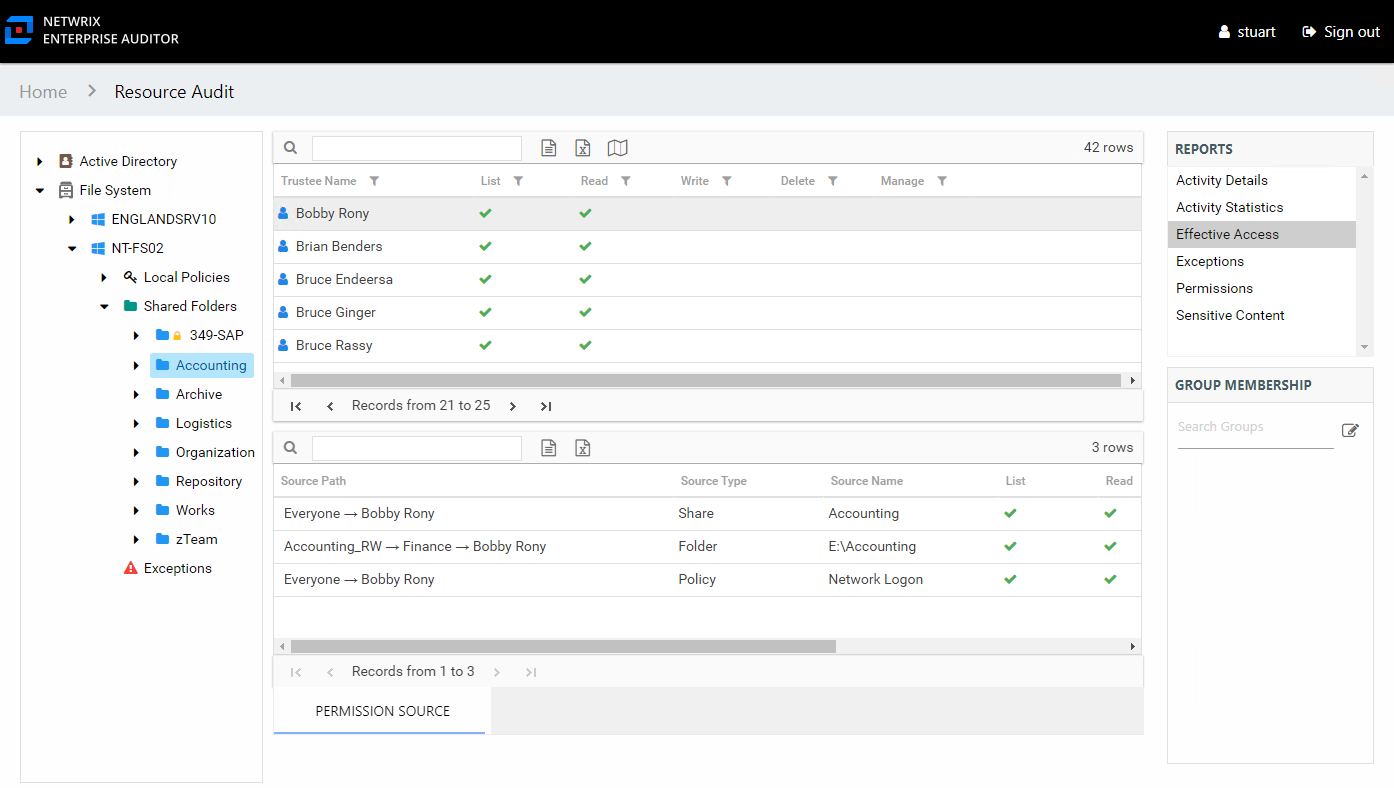 NETWRIX
ENTERPRISE AUDITOR
stuart
Sign out
Home
Resource Audit
Active Directory
File System
ENGLANDSRV10
NT-FS02
Local Policies
Shared Folders
349-SAP
Accounting
Archive
Logistics
Organization
Repository
Works
zTeam
Exceptions
42 rows
Trustee Name List Read Write Delete Manage
Bobby Rony
Brian Benders
Bruce Endeersa
Bruce Ginger
Bruce Rassy
Records from 21 to 25
3 rows
Source Path Source Type Source Name List Read
Everyone → Bobby Rony Share Accounting
Accounting_RW → Finance → Bobby Rony Folder E:\Accounting
Everyone → Bobby Rony Policy Network Logon
Records from 1 to 3
PERMISSION SOURCE
REPORTS
Activity Details
Activity Statistics
Effective Access
Exceptions
Permissions
Sensitive Content
GROUP MEMBERSHIP
Search Groups